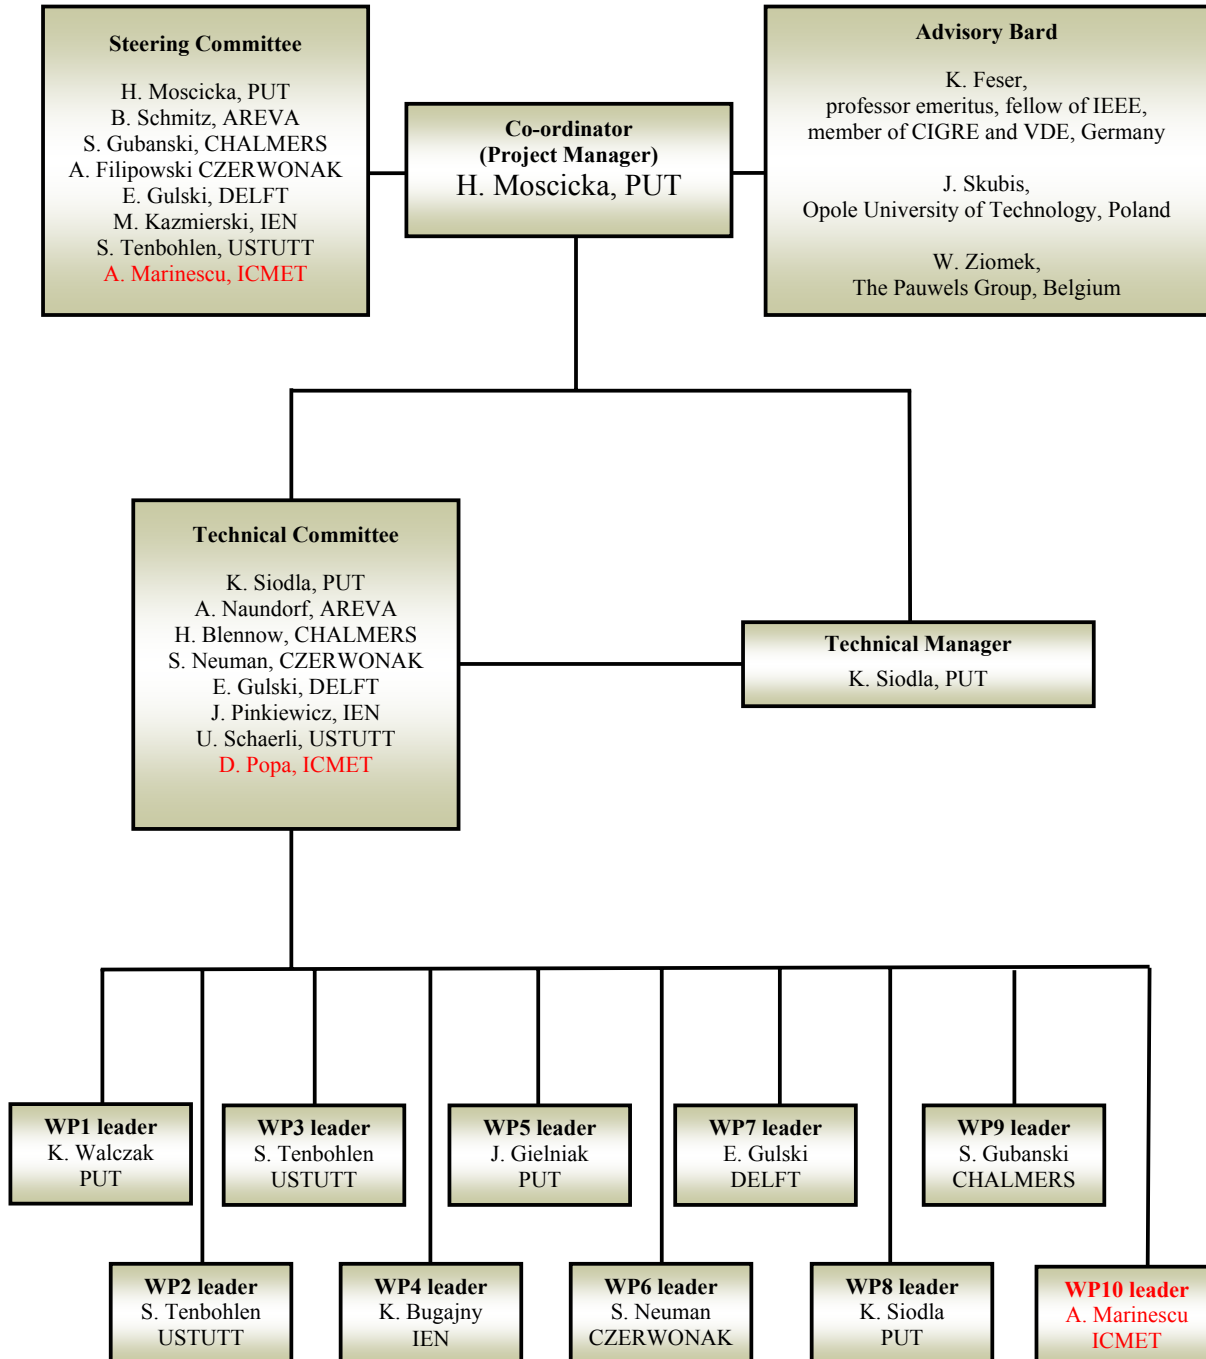 Steering Committee
H. Moscicka, PUT
B. Schmitz, AREVA
S. Gubanski, CHALMERS
A. Filipowski CZERWONAK
E. Gulski, DELFT
M. Kazmierski, IEN
S. Tenbohlen, USTUTT
A. Marinescu, ICMET
Co-ordinator
(Project Manager)
H. Moscicka, PUT
Advisory Bard
K. Feser,
professor emeritus, fellow of IEEE,
member of CIGRE and VDE, Germany
J. Skubis,
Opole University of Technology, Poland
W. Ziomek,
The Pauwels Group, Belgium
Technical Committee
K. Siodla, PUT
A. Naundorf, AREVA
H. Blennow, CHALMERS
S. Neuman, CZERWONAK
E. Gulski, DELFT
J. Pinkiewicz, IEN
U. Schaerli, USTUTT
D. Popa, ICMET
Technical Manager
K. Siodla, PUT
WP1 leader
K. Walczak
PUT
WP3 leader
S. Tenbohlen
USTUTT
WP5 leader
J. Gielniak
PUT
WP7 leader
E. Gulski
DELFT
WP9 leader
S. Gubanski
CHALMERS
WP2 leader
S. Tenbohlen
USTUTT
WP4 leader
K. Bugajny
IEN
WP6 leader
S. Neuman
CZERWONAK
WP8 leader
K. Siodla
PUT
WP10 leader
A. Marinescu
ICMET